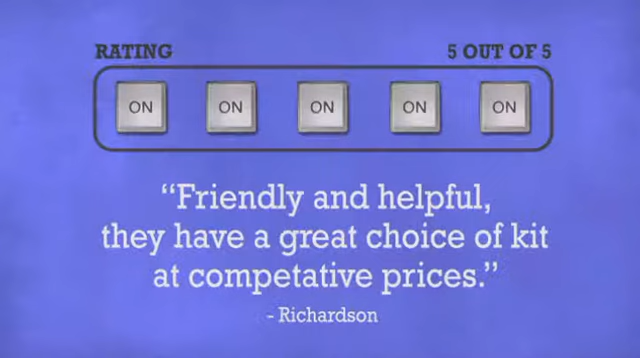 RATING 5 OUT OF 5
ON ON ON ON ON
“Friendly and helpful,
they have a great choice of kit
at competative prices.”
- Richardson